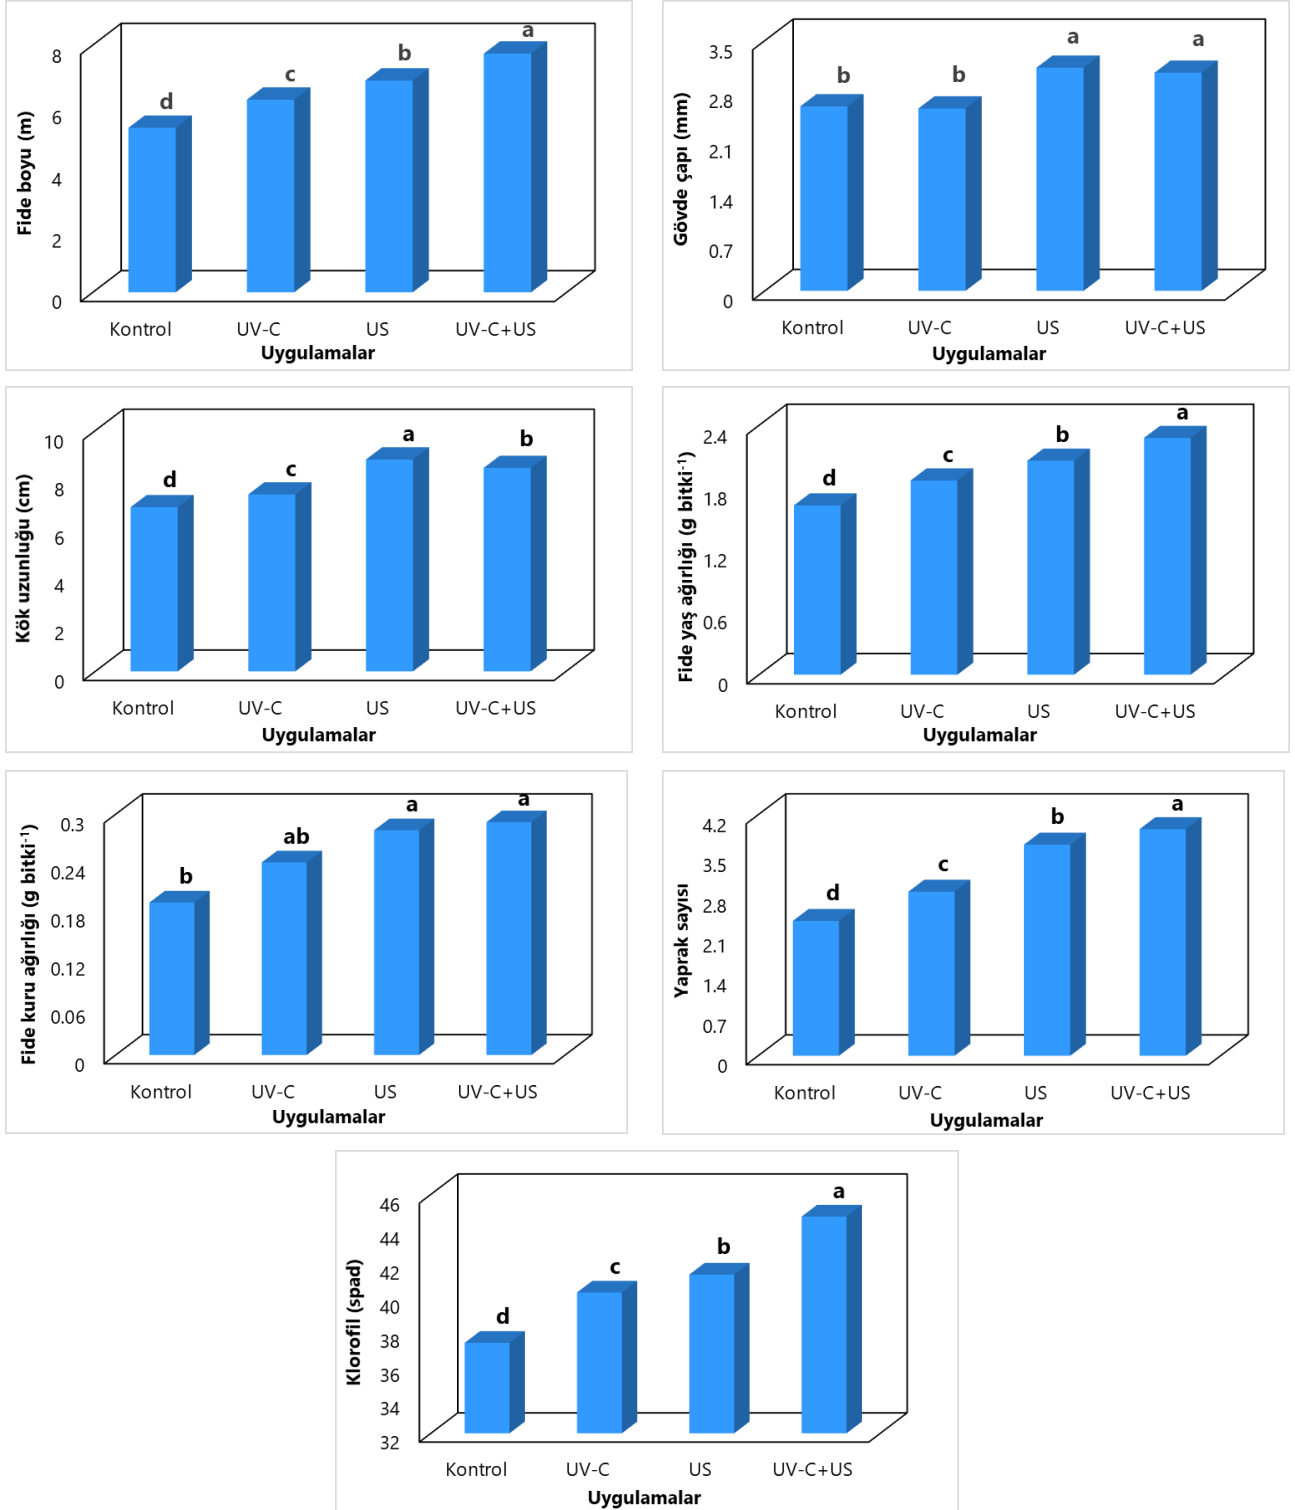 Fide boyu (m)
8
6
4
2
0
d
c
b
a
Kontrol UV-C US UV-C+US
Uygulamalar
Gövde çapı (mm)
3.5
2.8
2.1
1.4
0.7
0
b
b
a
a
Kontrol UV-C US UV-C+US
Uygulamalar
Kök uzunluğu (cm)
10
8
6
4
2
0
d
c
a
b
Kontrol UV-C US UV-C+US
Uygulamalar
Fide yaş ağırlığı (g bitki⁻¹)
2.4
1.8
1.2
0.6
0
d
c
b
a
Kontrol UV-C US UV-C+US
Uygulamalar
Fide kuru ağırlığı (g bitki⁻¹)
0.3
0.24
0.18
0.12
0.06
0
b
ab
a
a
Kontrol UV-C US UV-C+US
Uygulamalar
Yaprak sayısı
4.2
3.5
2.8
2.1
1.4
0.7
0
d
c
b
a
Kontrol UV-C US UV-C+US
Uygulamalar
Klorofil (spad)
46
44
42
40
38
36
34
32
d
c
b
a
Kontrol UV-C US UV-C+US
Uygulamalar